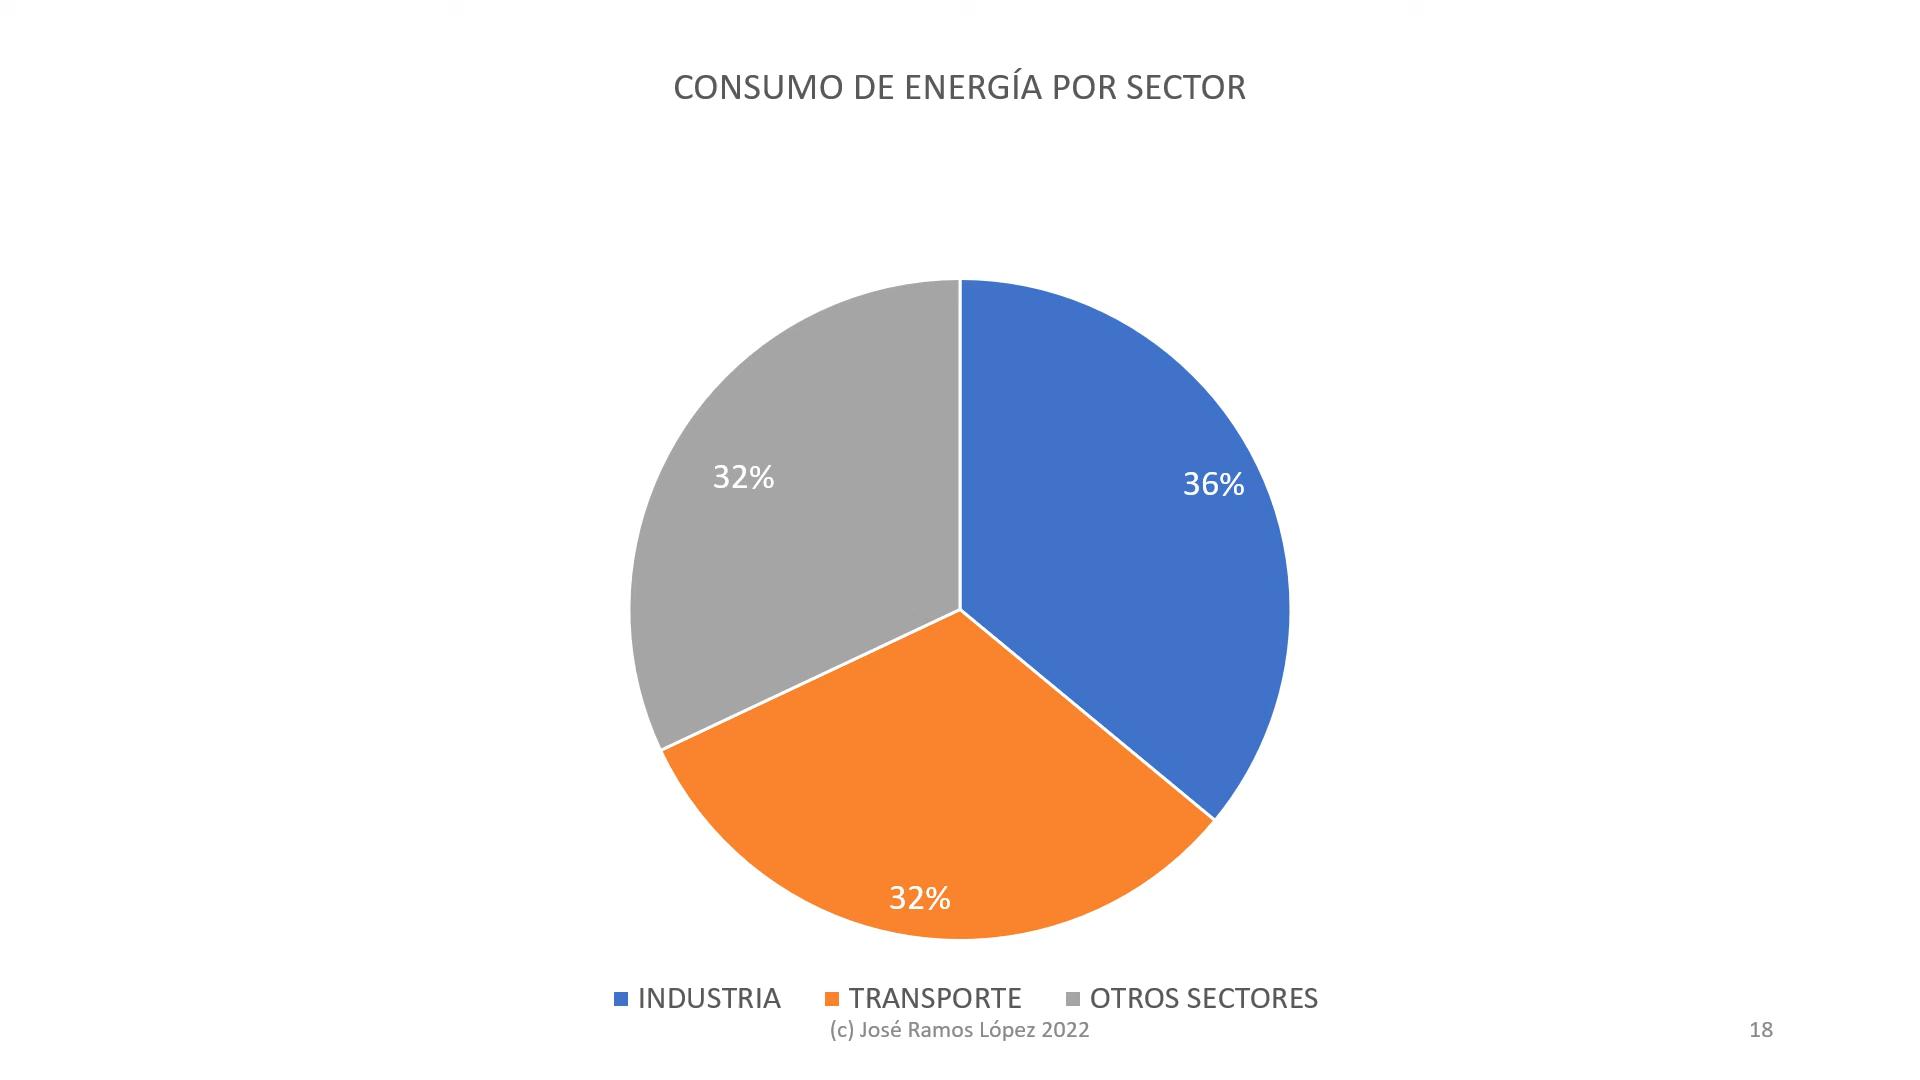 CONSUMO DE ENERGÍA POR SECTOR
32%
36%
32%
INDUSTRIA
TRANSPORTE
OTROS SECTORES
(c) José Ramos López 2022
18